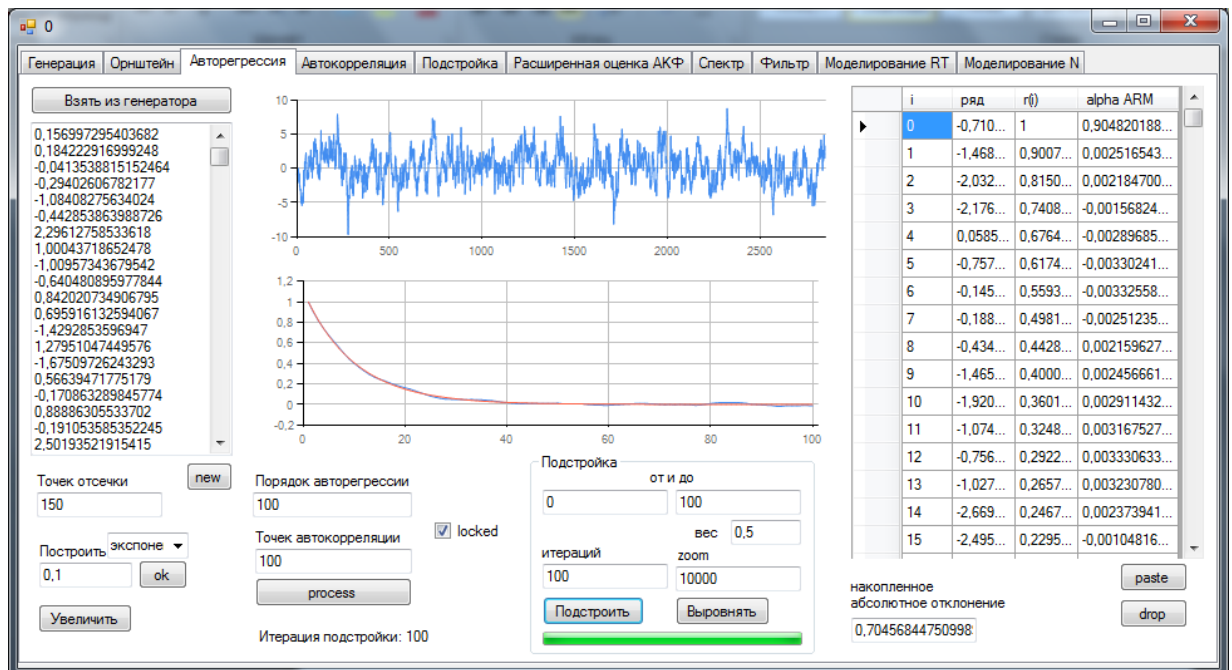 0
Генерация Орнштейн Авторегрессия Автокорреляция Подстройка Расширенная оценка АКФ Спектр Фильтр Моделирование RT Моделирование N
Взять из генератора
0,156997295403682
0,184222916999248
-0,0413538815152464
-0,29402606782177
-1,08408275634024
-0,442853863988726
2,29612758533618
1,00043718652478
-1,00957343679542
-0,640480895977844
0,842020734906795
0,695916132594067
-1,4292853596947
1,27951047449576
-1,67509726243293
0,56639471775179
-0,170863289845774
0,88886305533702
-0,191053585352245
2,50193521915415
Точек отсечки
new
150
Построить экспоне
0,1 ok
Увеличить
10
5
0
-5
-10
0 500 1000 1500 2000 2500
1,2
1
0,8
0,6
0,4
0,2
0
-0,2
0 20 40 60 80 100
Порядок авторегрессии
100
locked
Точек автокорреляции
100
process
Итерация подстройки: 100
Подстройка
от и до
0 100
вес 0,5
итераций zoom
100 10000
Подстроить Выровнять
i ряд r(i) alpha ARM
0 -0,710... 1 0,904820188...
1 -1,468... 0,9007... 0,002516543...
2 -2,032... 0,8150... 0,002184700...
3 -2,176... 0,7408... -0,00156824...
4 0,0585... 0,6764... -0,00289685...
5 -0,757... 0,6174... -0,00330241...
6 -0,145... 0,5593... -0,00332558...
7 -0,188... 0,4981... -0,00251235...
8 -0,434... 0,4428... 0,002159627...
9 -1,465... 0,4000... 0,002456661...
10 -1,920... 0,3601... 0,002911432...
11 -1,074... 0,3248... 0,003167527...
12 -0,756... 0,2922... 0,003330633...
13 -1,027... 0,2657... 0,003230780...
14 -2,669... 0,2467... 0,002373941...
15 -2,495... 0,2295... -0,00104816...
накопленное
абсолютное отклонение
paste
drop